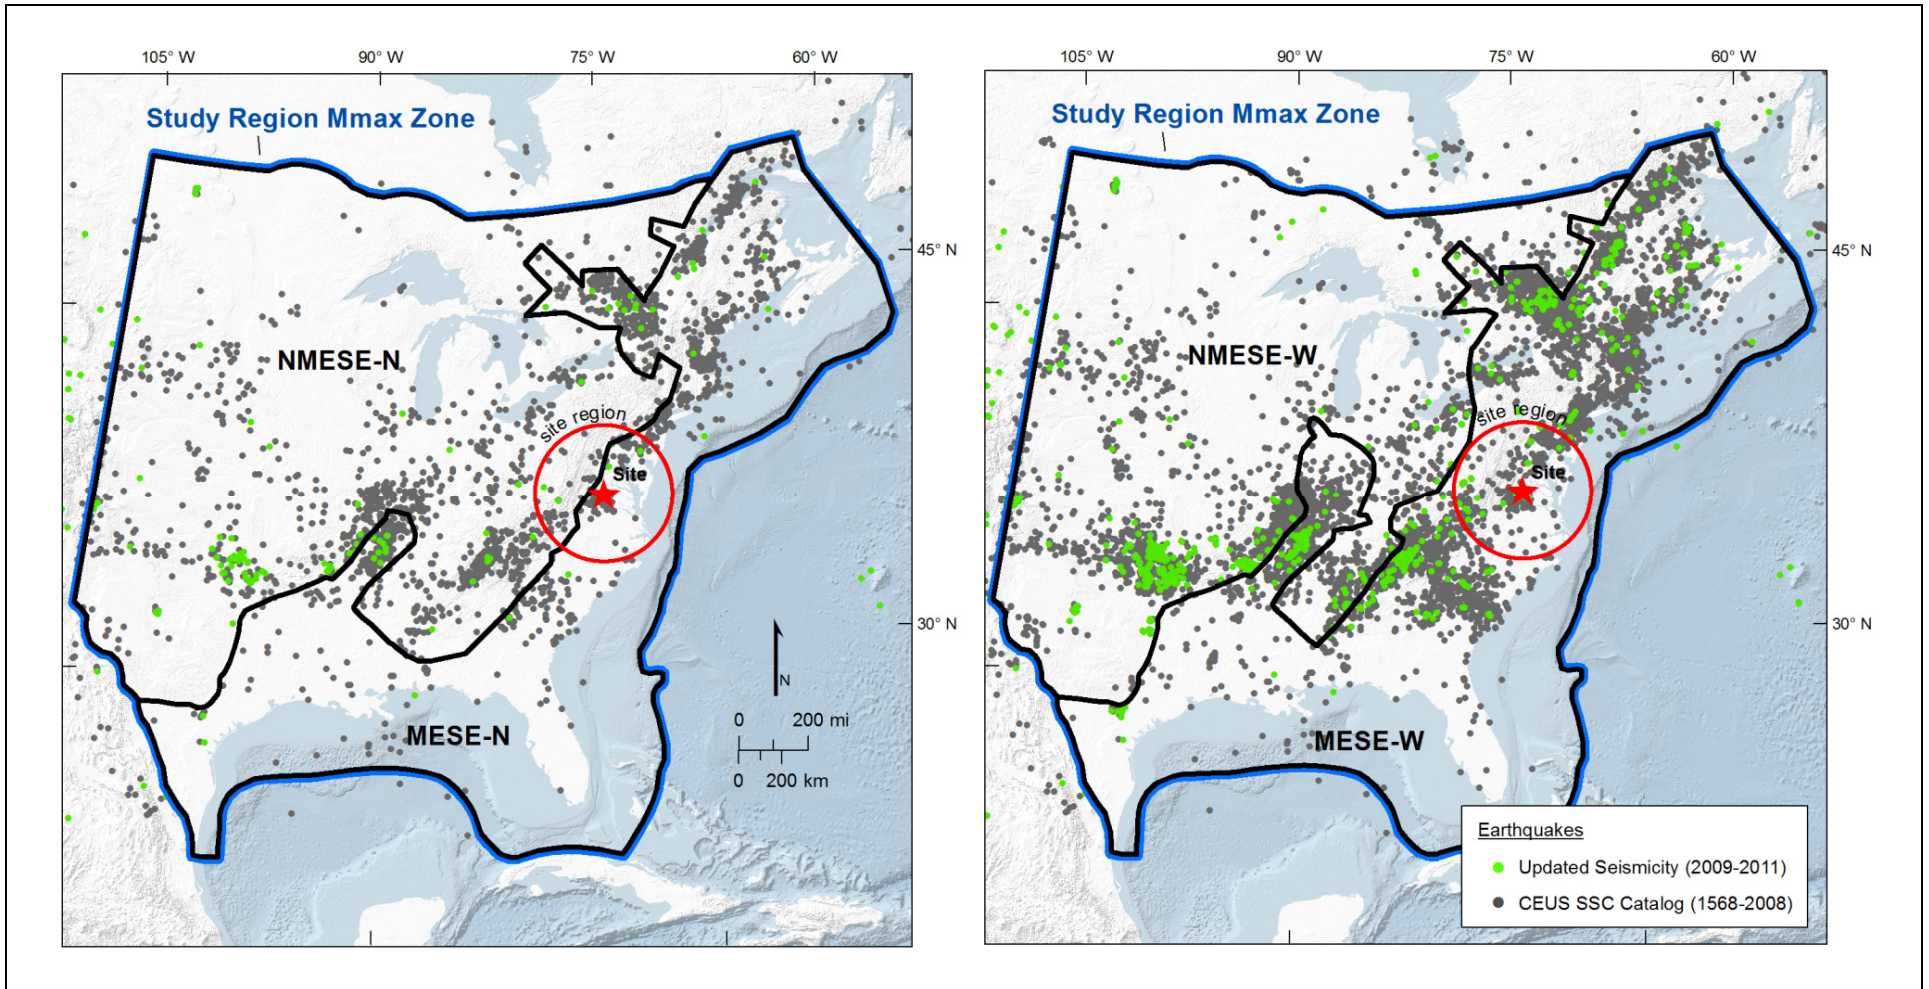 105° W 90° W 75° W 60° W
Study Region Mmax Zone
45° N
NMESE-N
site region
Site
30° N
N
0 200 mi
MESE-N
0 200 km
105° W 90° W 75° W 60° W
Study Region Mmax Zone
45° N
NMESE-W
site region
Site
30° N
MESE-W
Earthquakes
Updated Seismicity (2009-2011)
CEUS SSC Catalog (1568-2008)